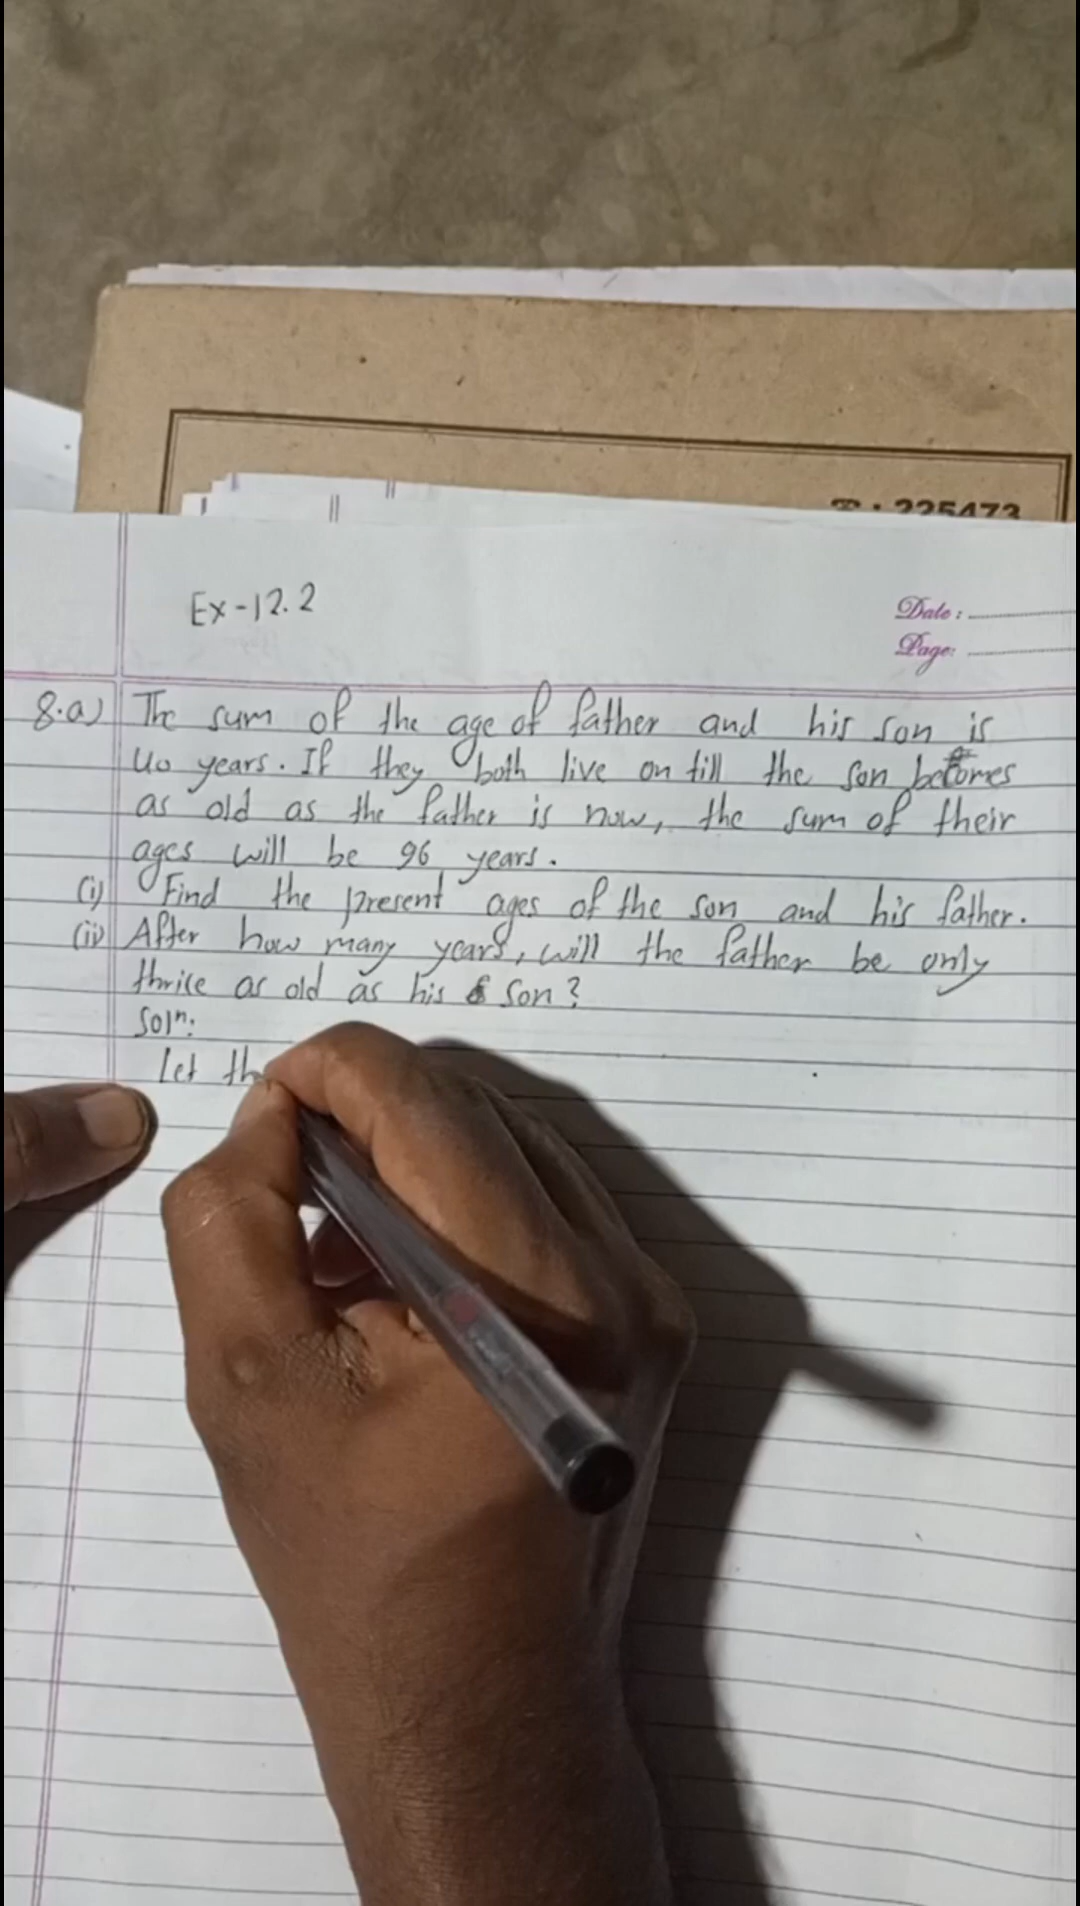 ☎ : 225473
Ex-12.2
Date :
Page:
8.a) The sum of the age of father and his son is
40 years. If they both live on till the son becomes
as old as the father is now, the sum of their
ages will be 96 years.
(i) Find the present ages of the son and his father.
(ii) After how many years, will the father be only
thrice as old as his son?
Solⁿ:
Let th